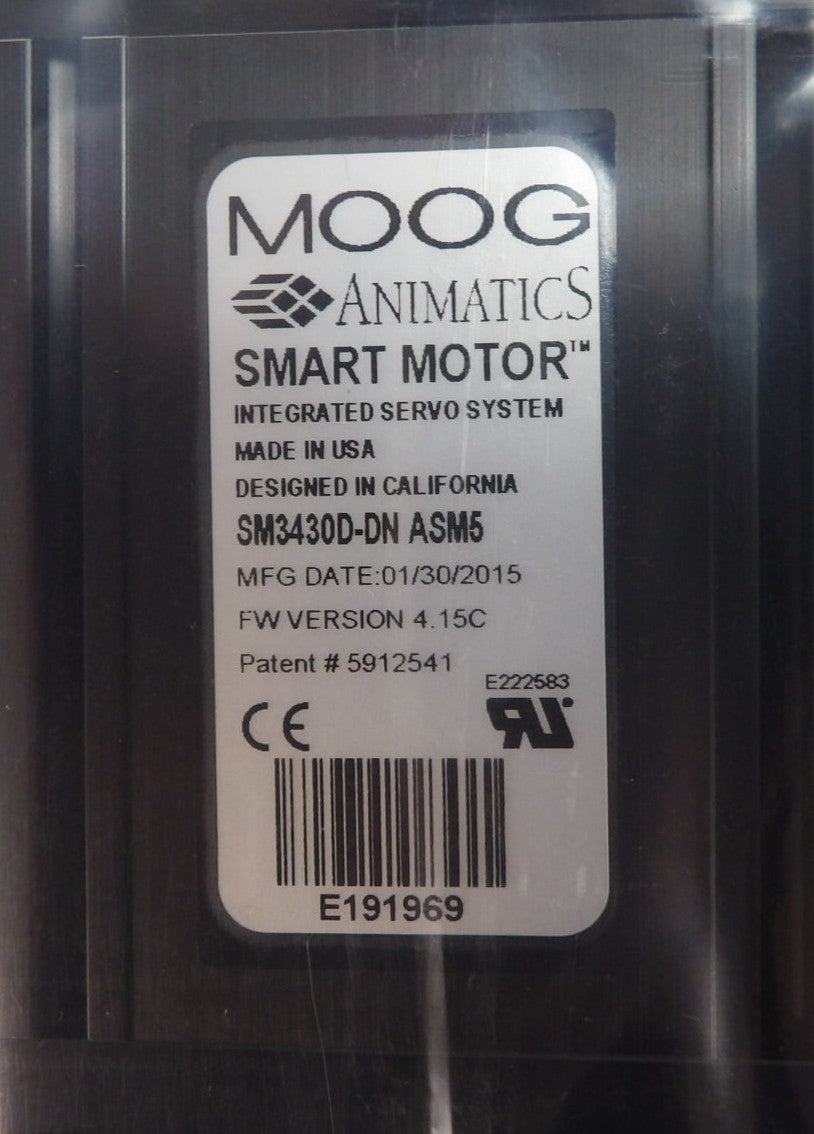 MOOG
ANIMATICS
SMART MOTOR™
INTEGRATED SERVO SYSTEM
MADE IN USA
DESIGNED IN CALIFORNIA
SM3430D-DN ASM5
MFG DATE:01/30/2015
FW VERSION 4.15C
Patent # 5912541
E222583
CE RU
E191969